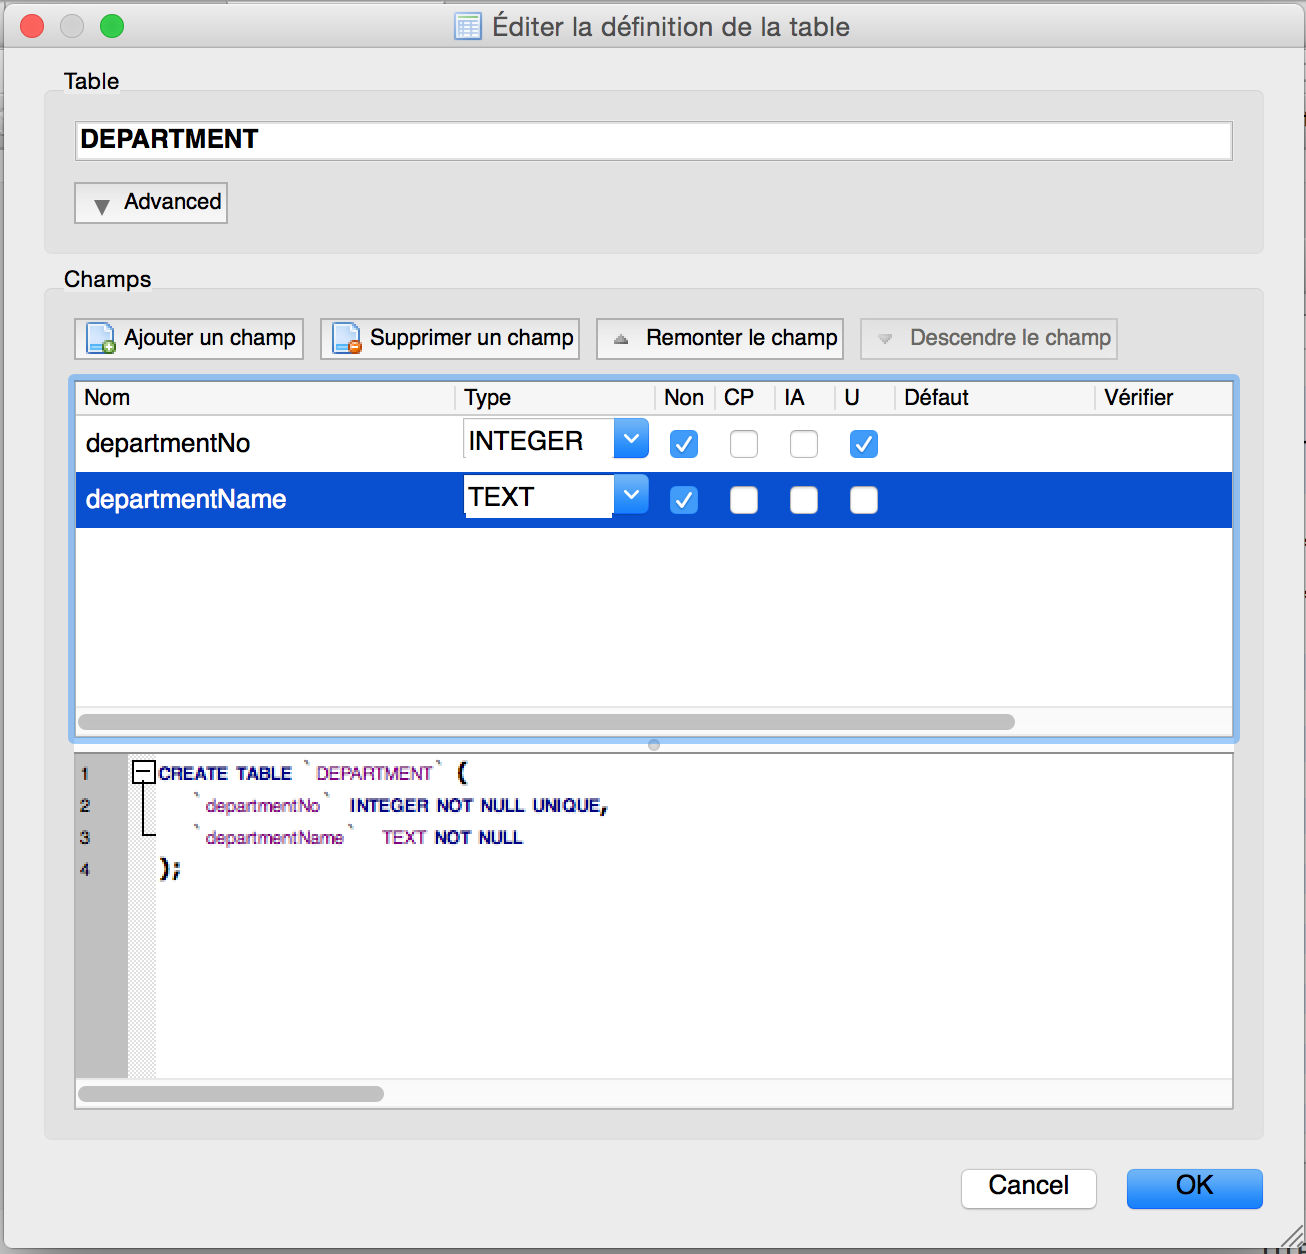 Éditer la définition de la table
Table
DEPARTMENT
Advanced
Champs
Ajouter un champ Supprimer un champ Remonter le champ Descendre le champ
Nom Type Non CP IA U Défaut Vérifier
departmentNo INTEGER
departmentName TEXT
1 CREATE TABLE `DEPARTMENT` (
2 `departmentNo` INTEGER NOT NULL UNIQUE,
3 `departmentName` TEXT NOT NULL
4 );
Cancel OK